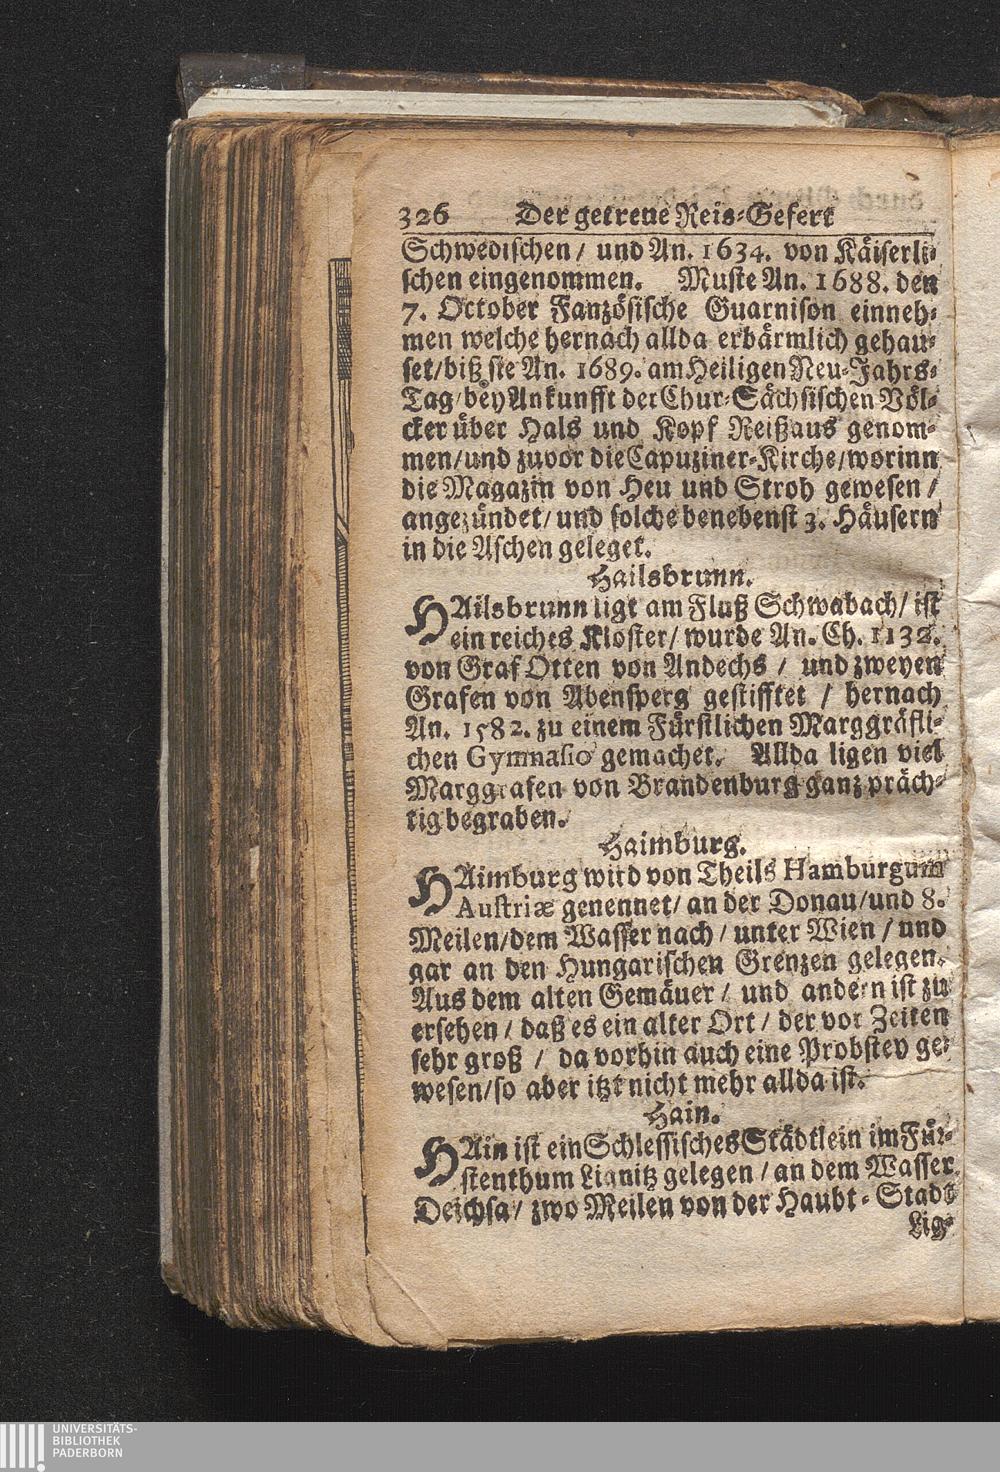 326 Der getreue Reis-Gefert
Schwedischen / und An. 1634. von Käiserli-
schen eingenommen. Muste An. 1688. den
7. October Fanzösische Guarnison einneh-
men welche hernach allda erbärmlich gehau-
set/biß sie An. 1689. am Heiligen Neu-Jahrs-
Tag/bey Ankunfft der Chur-Sächsischen Völ-
cker über Hals und Kopf Reißaus genom-
men/und zuvor die Capuziner-Kirche/worinn
die Magazin von Heu und Stroh gewesen /
angezündet/ und solche benebenst 3. Häusern
in die Aschen geleget.
Hailsbrunn.
HAilsbrunn ligt am Fluß Schwabach/ ist
ein reiches Kloster/ wurde An. Ch. 1132.
von Graf Otten von Andechs / und zweyen
Grafen von Abensperg gestifftet / hernach
An. 1582. zu einem Fürstlichen Marggräfli-
chen Gymnasio gemachet. Allda ligen viel
Marggrafen von Brandenburg ganz präch-
tig begraben.
Haimburg.
HAimburg wird von Theils Hamburgum
Austriæ genennet/ an der Donau/und 8.
Meilen/dem Wasser nach / unter Wien / und
gar an den Hungarischen Grenzen gelegen.
Aus dem alten Gemäuer / und andern ist zu
ersehen / daß es ein alter Ort / der vor Zeiten
sehr groß / da vorhin auch eine Probstey ge-
wesen/so aber itzt nicht mehr allda ist.
Hain.
HAin ist ein Schlessisches Städtlein im Für-
stenthum Lignitz gelegen / an dem Wasser
Deichsa/ zwo Meilen von der Haubt-Stadt
Lig-
UNIVERSITÄTS-
BIBLIOTHEK
PADERBORN